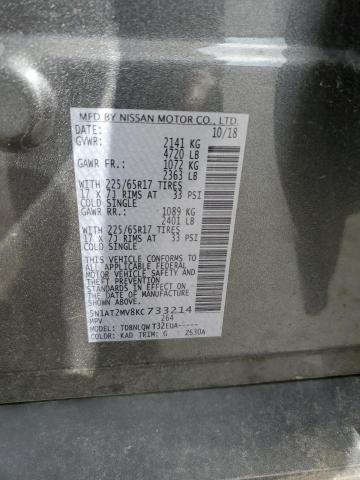 MFD BY NISSAN MOTOR CO., LTD.
DATE: 10/18
GVWR: 2141 KG
4720 LB
GAWR FR: 1072 KG
2363 LB
WITH 225/65R17 TIRES
17 X 7J RIMS AT 33 PSI
COLD SINGLE
GAWR RR: 1089 KG
2401 LB
WITH 225/65R17 TIRES
17 X 7J RIMS AT 33 PSI
COLD SINGLE
THIS VEHICLE CONFORMS TO
ALL APPLICABLE FEDERAL
MOTOR VEHICLE SAFETY AND
THEFT PREVENTION
STANDARDS IN EFFECT ON
THE DATE OF MANUFACTURE
SHOWN ABOVE.
5N1AT2MV8KC733214
MPV 264
MODEL: TDBNLQWT32EUA-----
COLOR: KAD TRIM: G 2630A